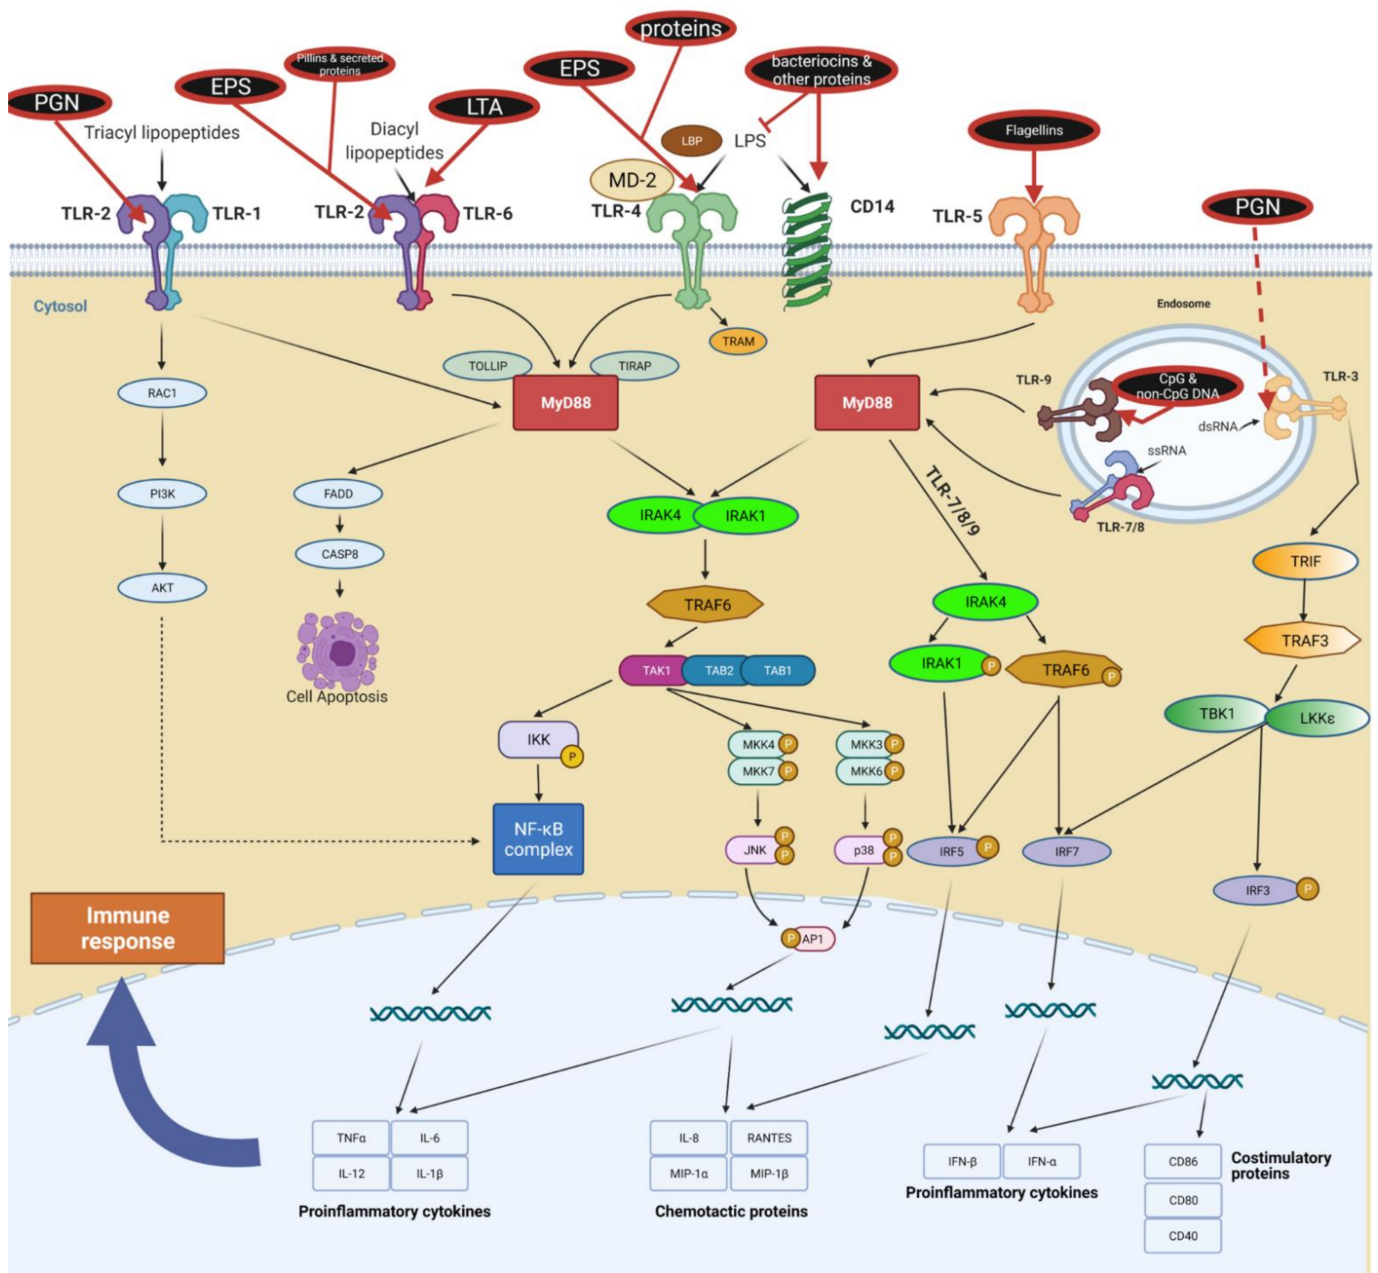 proteins
Pillins & secreted
proteins
EPS
bacteriocins &
other proteins
EPS
PGN
LTA
Triacyl lipopeptides
Diacyl
lipopeptides
LBP
LPS
Flagellins
MD-2
TLR-2
TLR-1
TLR-2
TLR-6
TLR-4
CD14
TLR-5
PGN
Cytosol
Endosome
TRAM
TOLLIP
TIRAP
MyD88
MyD88
TLR-9
CpG &
non-CpG DNA
TLR-3
dsRNA
ssRNA
TLR-7/8
RAC1
PI3K
AKT
FADD
CASP8
Cell Apoptosis
IRAK4
IRAK1
TLR-7/8/9
TRAF6
TAK1
TAB2
TAB1
IRAK4
IRAK1
P
TRAF6
P
TRIF
TRAF3
TBK1
LKKε
IKK
P
MKK4
P
MKK7
P
MKK3
P
MKK6
P
NF-κB
complex
JNK
P
P
p38
P
P
IRF5
P
IRF7
IRF3
P
P
AP1
Immune
response
TNFα
IL-6
IL-12
IL-1β
Proinflammatory cytokines
IL-8
RANTES
MIP-1α
MIP-1β
Chemotactic proteins
IFN-β
IFN-α
Proinflammatory cytokines
CD86
CD80
CD40
Costimulatory
proteins